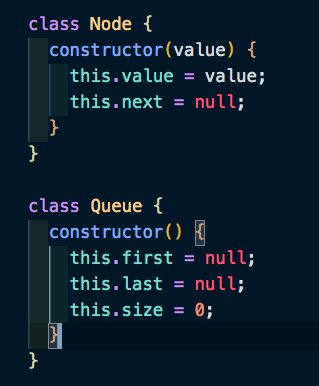 class Node {
  constructor(value) {
    this.value = value;
    this.next = null;
  }
}

class Queue {
  constructor() {
    this.first = null;
    this.last = null;
    this.size = 0;
  }
}